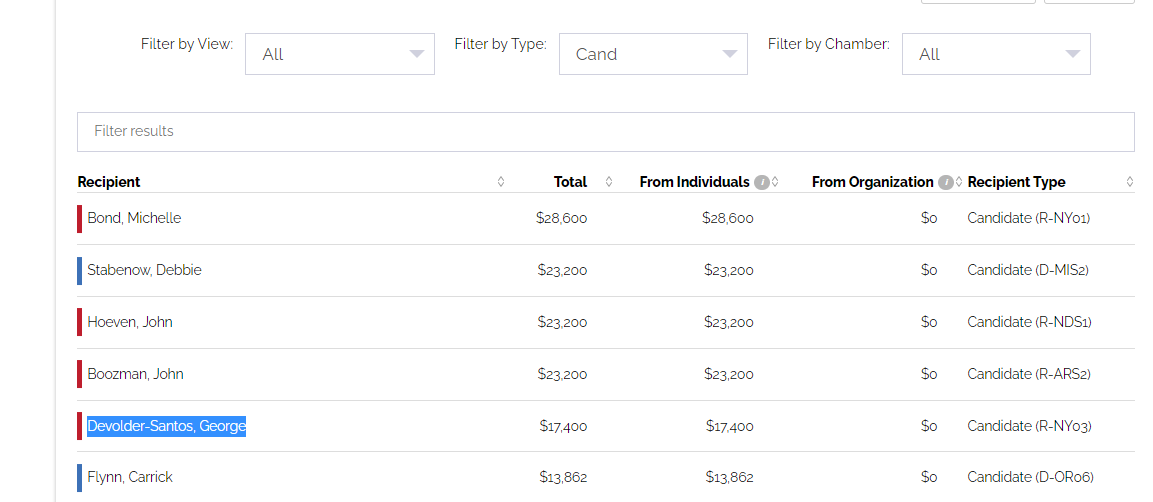 Filter by View: All Filter by Type: Cand Filter by Chamber: All
Filter results
Recipient Total From Individuals i From Organization i Recipient Type
Bond, Michelle $28,600 $28,600 $0 Candidate (R-NY01)
Stabenow, Debbie $23,200 $23,200 $0 Candidate (D-MIS2)
Hoeven, John $23,200 $23,200 $0 Candidate (R-NDS1)
Boozman, John $23,200 $23,200 $0 Candidate (R-ARS2)
Devolder-Santos, George $17,400 $17,400 $0 Candidate (R-NY03)
Flynn, Carrick $13,862 $13,862 $0 Candidate (D-OR06)